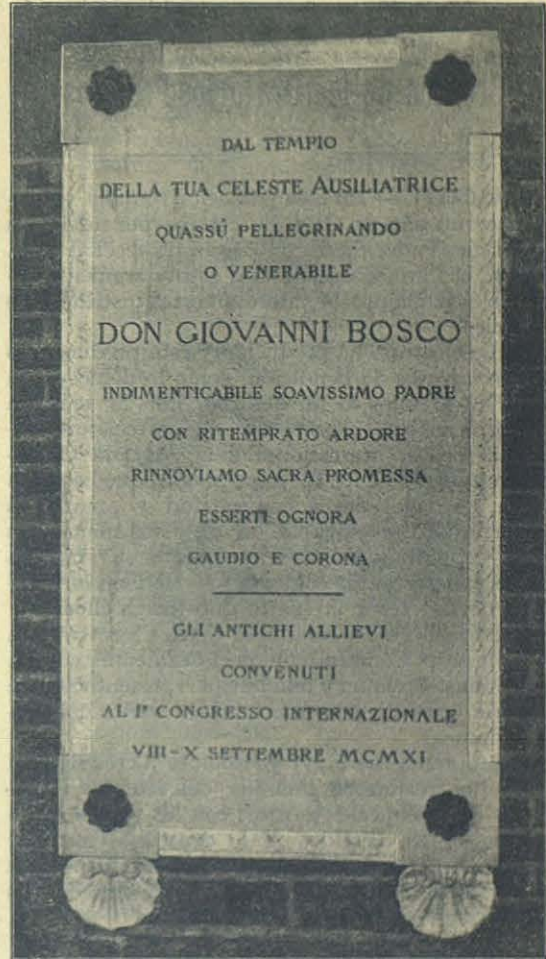 DAL TEMPIO
DELLA TUA CELESTE AUSILIATRICE
QUASSÙ PELLEGRINANDO
O VENERABILE
DON GIOVANNI BOSCO
INDIMENTICABILE SOAVISSIMO PADRE
CON RITEMPRATO ARDORE
RINNOVIAMO SACRA PROMESSA
ESSERTI OGNORA
GAUDIO E CORONA
GLI ANTICHI ALLIEVI
CONVENUTI
AL Iº CONGRESSO INTERNAZIONALE
VIII-X SETTEMBRE MCMXI